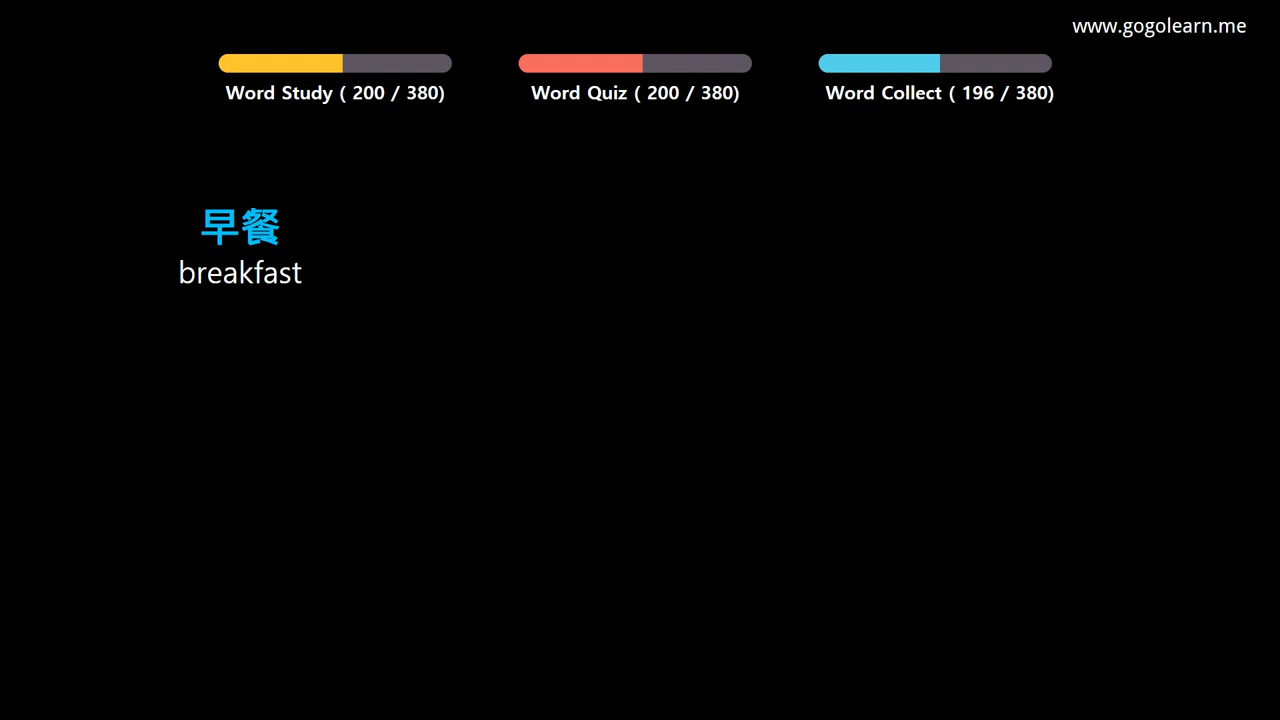 www.gogolearn.me
Word Study ( 200 / 380)
Word Quiz ( 200 / 380)
Word Collect ( 196 / 380)
早餐
breakfast